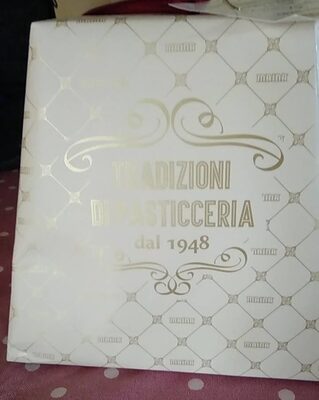 TRADIZIONI
DI PASTICCERIA
dal 1948